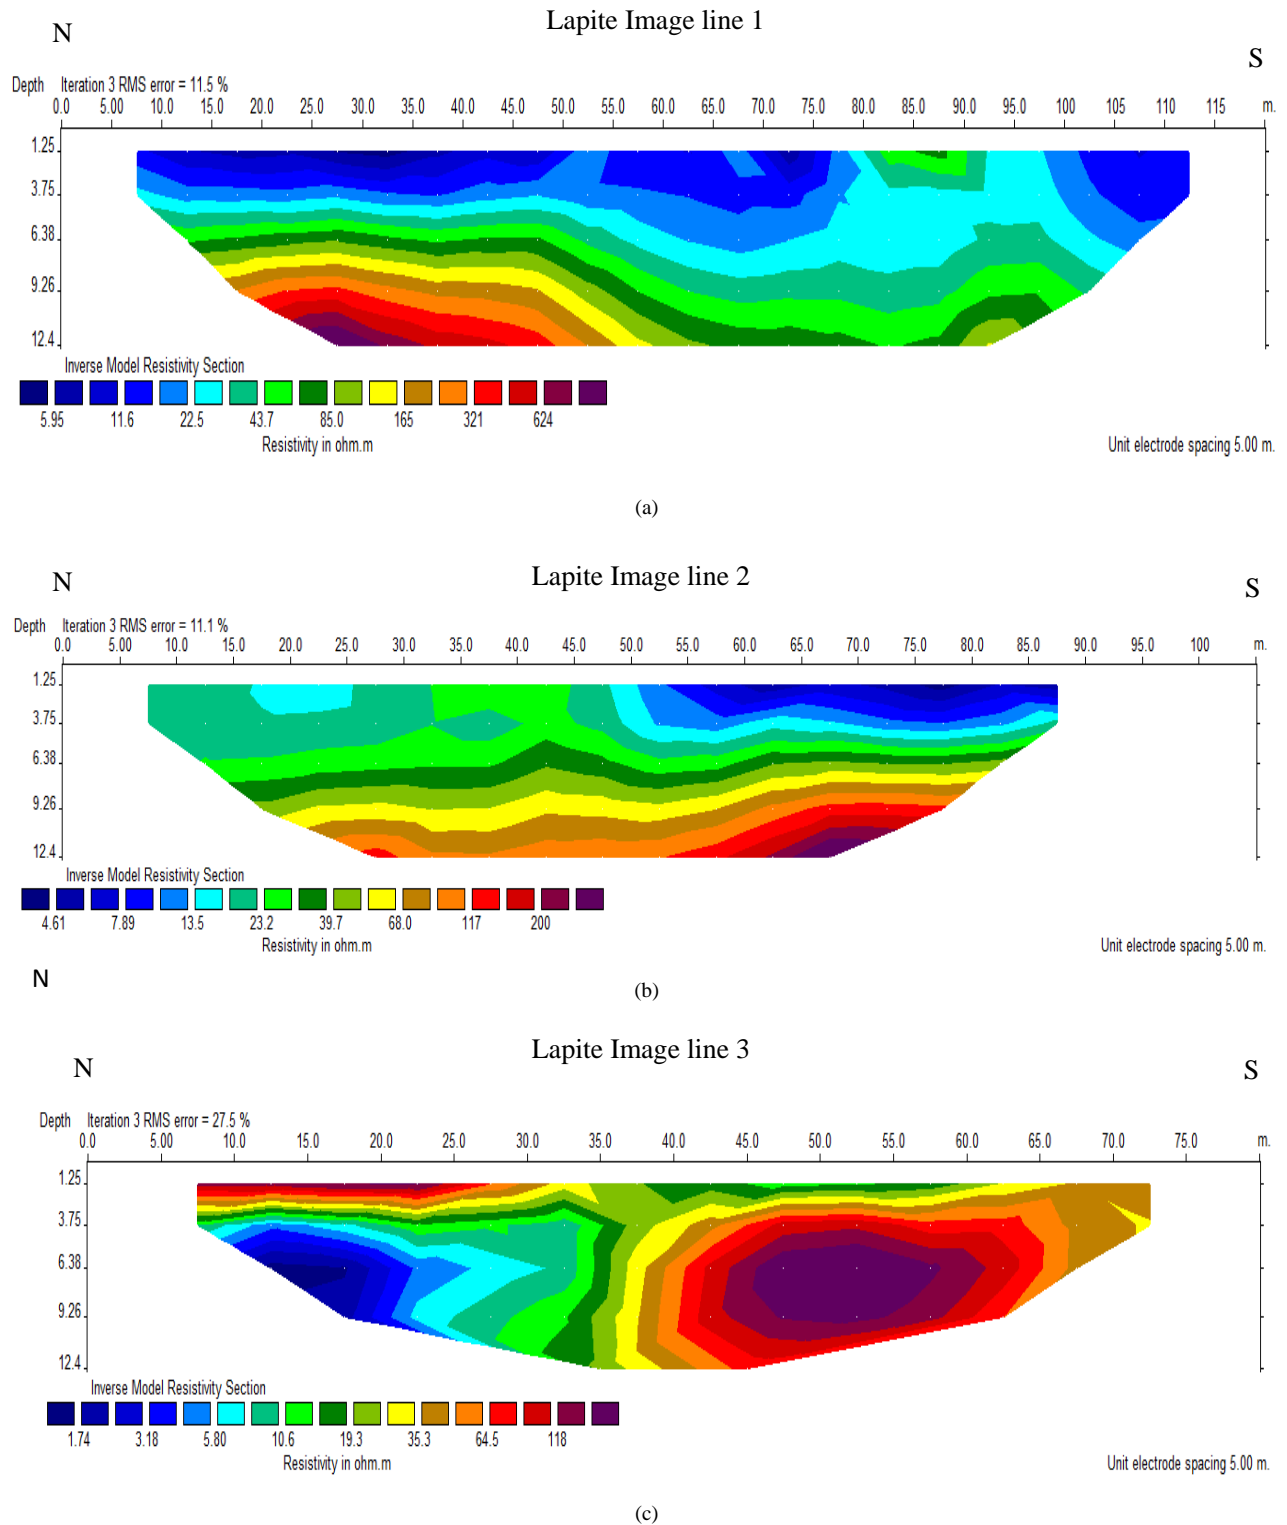 Lapite Image line 1
N
S
Depth Iteration 3 RMS error = 11.5 %
0.0 5.00 10.0 15.0 20.0 25.0 30.0 35.0 40.0 45.0 50.0 55.0 60.0 65.0 70.0 75.0 80.0 85.0 90.0 95.0 100 105 110 115 m.
1.25
3.75
6.38
9.26
12.4
Inverse Model Resistivity Section
5.95 11.6 22.5 43.7 85.0 165 321 624
Resistivity in ohm.m
Unit electrode spacing 5.00 m.
(a)
Lapite Image line 2
N
S
Depth Iteration 3 RMS error = 11.1 %
0.0 5.00 10.0 15.0 20.0 25.0 30.0 35.0 40.0 45.0 50.0 55.0 60.0 65.0 70.0 75.0 80.0 85.0 90.0 95.0 100 m.
1.25
3.75
6.38
9.26
12.4
Inverse Model Resistivity Section
4.61 7.89 13.5 23.2 39.7 68.0 117 200
Resistivity in ohm.m
Unit electrode spacing 5.00 m.
N
(b)
Lapite Image line 3
N
S
Depth Iteration 3 RMS error = 27.5 %
0.0 5.00 10.0 15.0 20.0 25.0 30.0 35.0 40.0 45.0 50.0 55.0 60.0 65.0 70.0 75.0 m.
1.25
3.75
6.38
9.26
12.4
Inverse Model Resistivity Section
1.74 3.18 5.80 10.6 19.3 35.3 64.5 118
Resistivity in ohm.m
Unit electrode spacing 5.00 m.
(c)